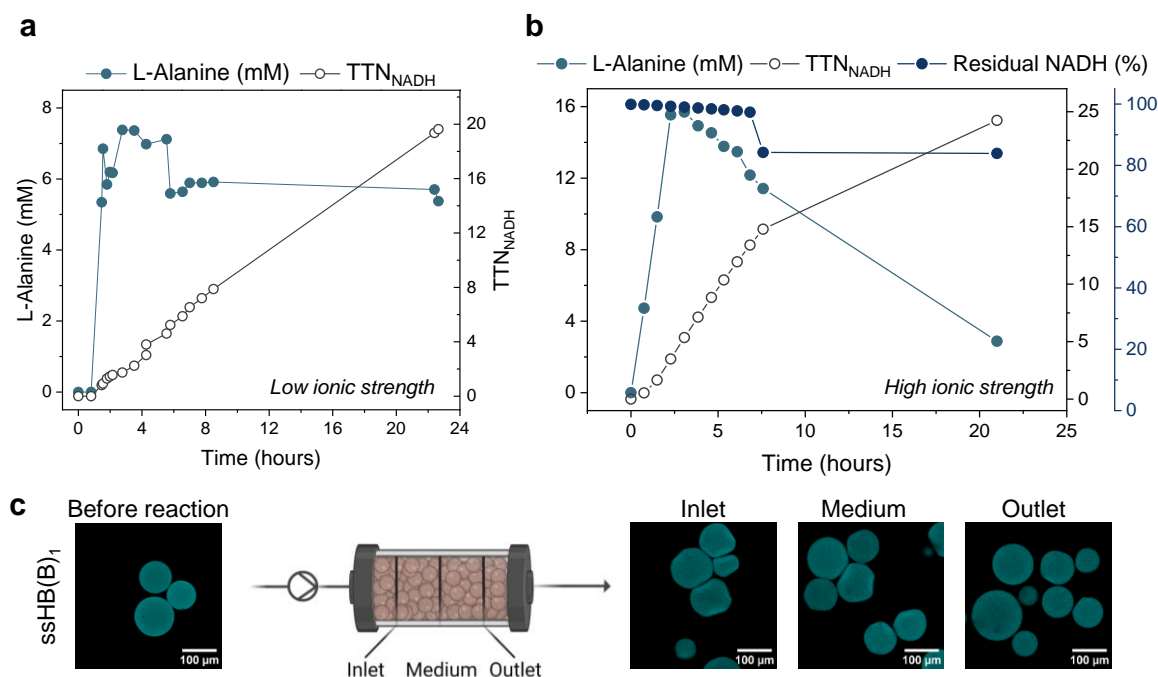 a
L-Alanine (mM) TTN_NADH
8
6
4
2
0
L-Alanine (mM)
20
16
12
8
4
0
TTN_NADH
Low ionic strength
0 4 8 12 16 20 24
Time (hours)
b
L-Alanine (mM) TTN_NADH Residual NADH (%)
16
12
8
4
0
25
20
15
10
5
0
100
80
60
40
20
0
High ionic strength
0 5 10 15 20 25
Time (hours)
c
Before reaction
ssHB(B)₁
100 µm
Inlet Medium Outlet
Inlet Medium Outlet
100 µm 100 µm 100 µm